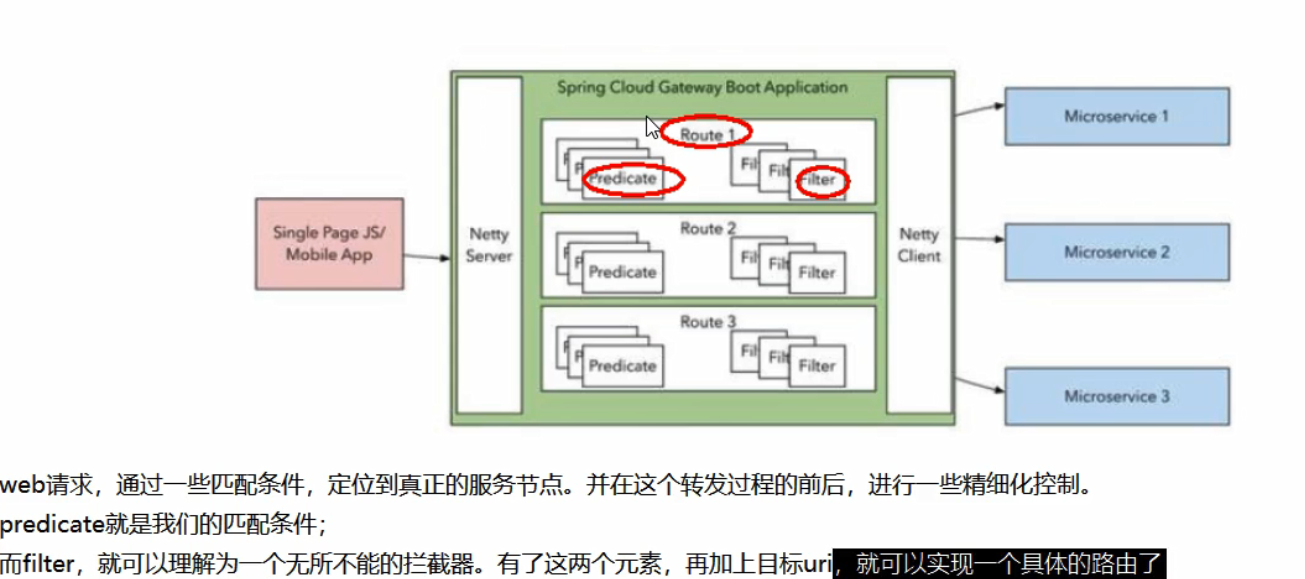 Spring Cloud Gateway Boot Application
Route 1
Predicate
Fil
Fil
Filter
Microservice 1
Single Page JS/
Mobile App
Netty
Server
Route 2
Predicate
Fil
Fil
Filter
Netty
Client
Microservice 2
Route 3
Predicate
Fil
Filt
Filter
Microservice 3
web请求，通过一些匹配条件，定位到真正的服务节点。并在这个转发过程的前后，进行一些精细化控制。
predicate就是我们的匹配条件；
而filter，就可以理解为一个无所不能的拦截器。有了这两个元素，再加上目标uri，就可以实现一个具体的路由了